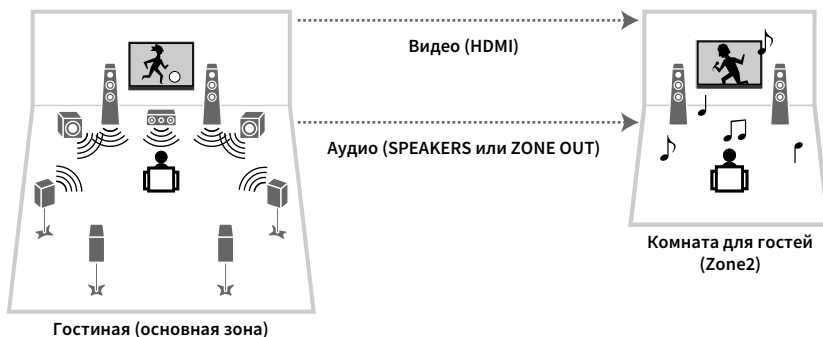 Видео (HDMI)
Аудио (SPEAKERS или ZONE OUT)
Комната для гостей
(Zone2)
Гостиная (основная зона)